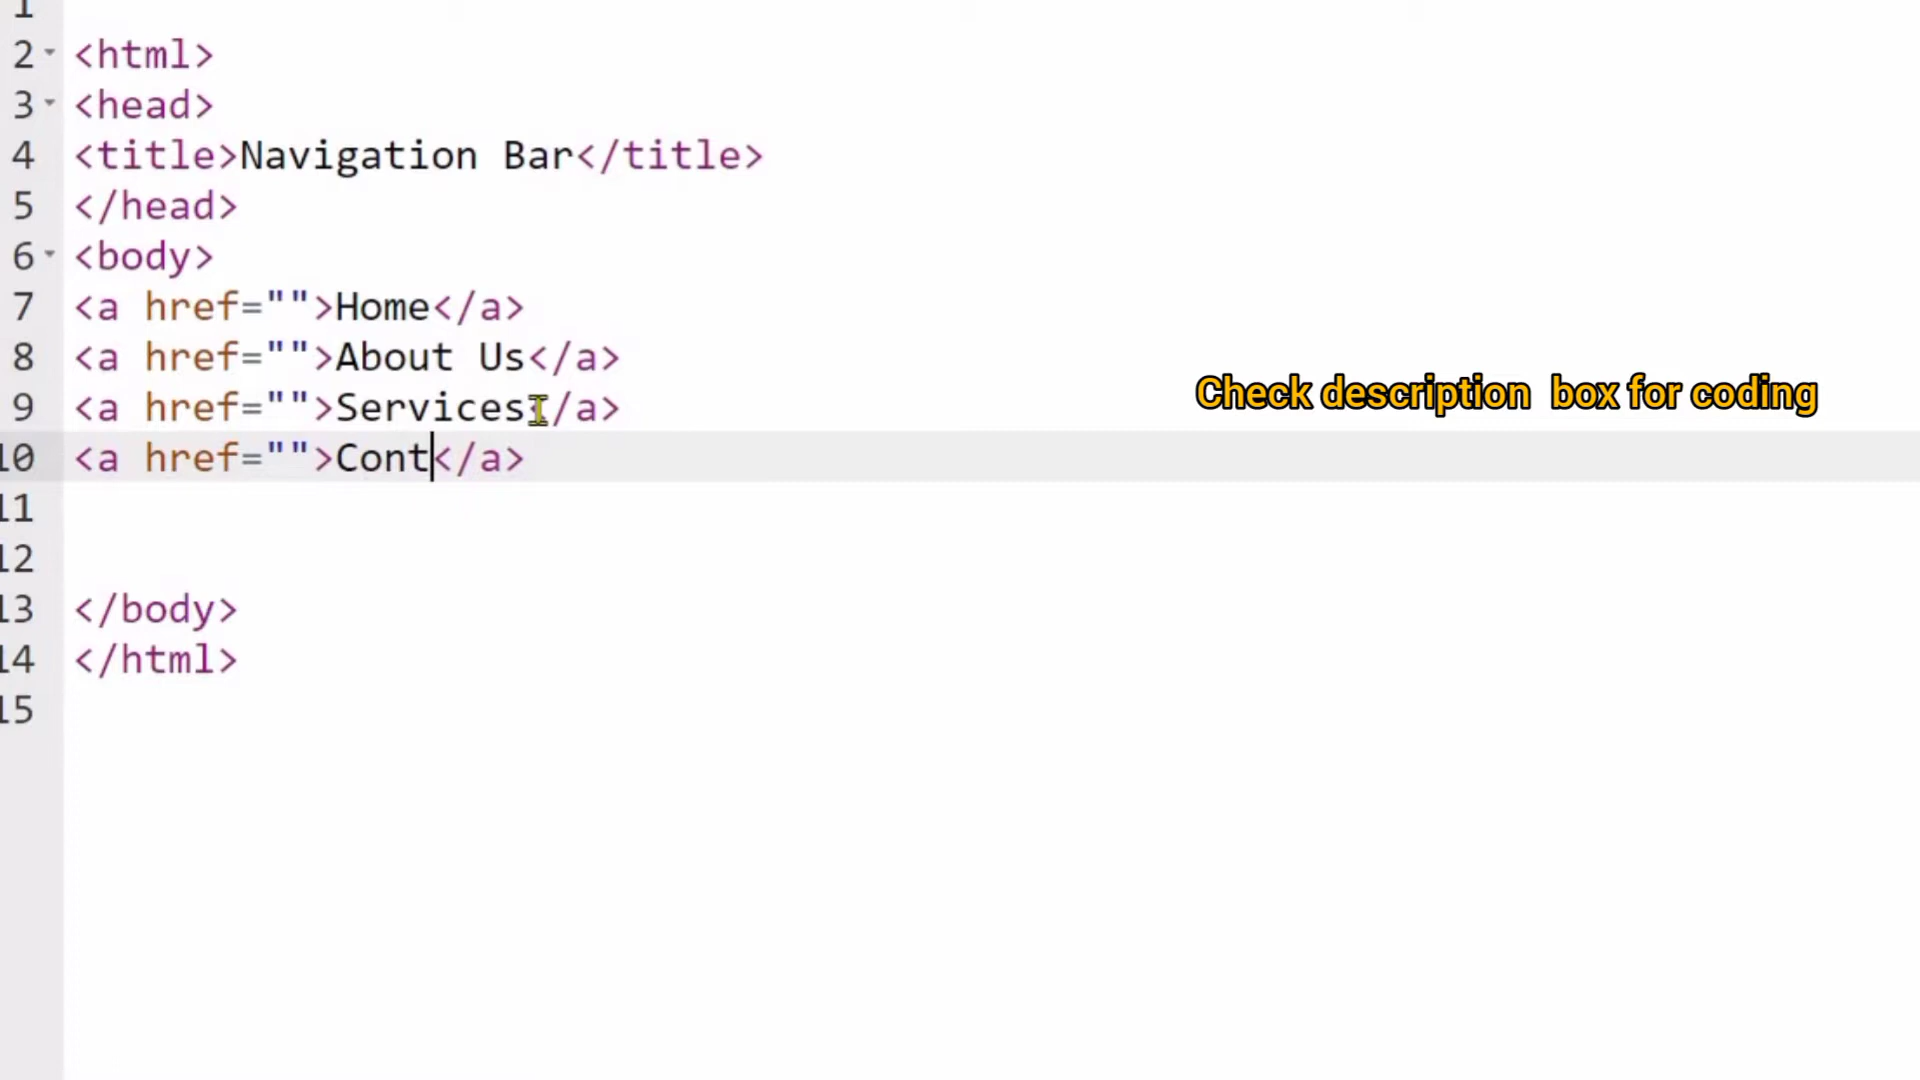 1
2 <html>
3 <head>
4 <title>Navigation Bar</title>
5 </head>
6 <body>
7 <a href="">Home</a>
8 <a href="">About Us</a>
9 <a href="">Services</a>
Check description box for coding
10 <a href="">Cont</a>
11
12
13 </body>
14 </html>
15